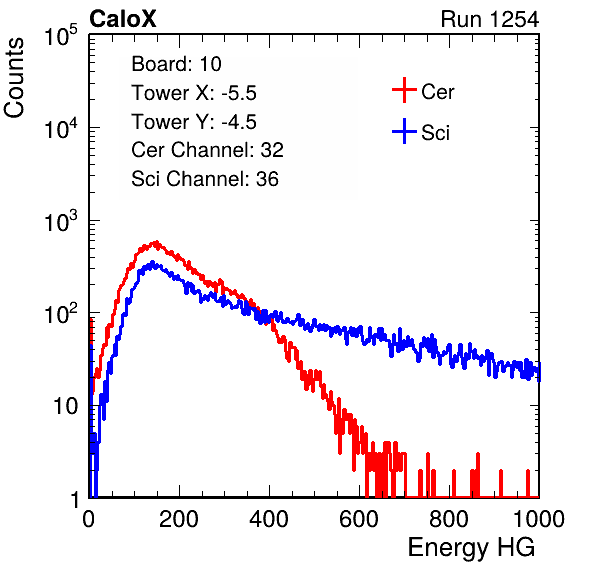 CaloX Run 1254
10^5
Counts
Board: 10
Tower X: -5.5
Tower Y: -4.5
Cer Channel: 32
Sci Channel: 36
Cer
Sci
10^4
10^3
10^2
10
1
0 200 400 600 800 1000
Energy HG